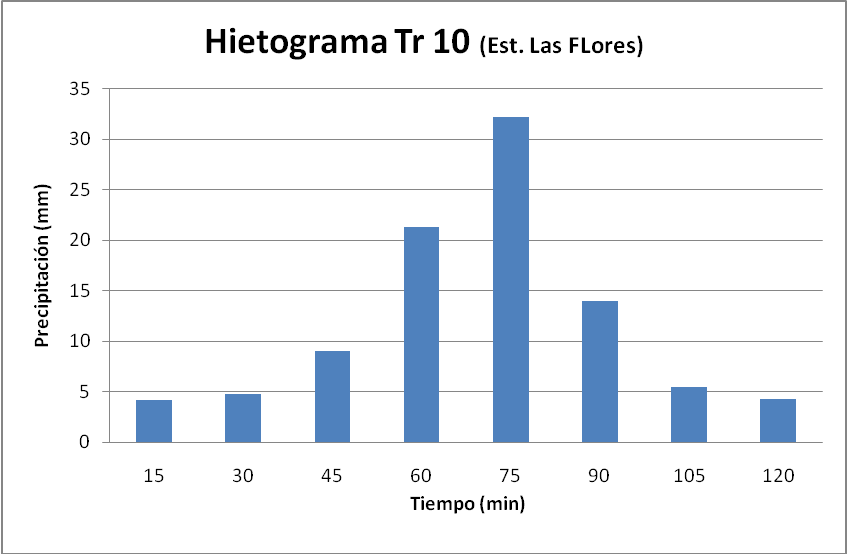 Hietograma Tr 10 (Est. Las FLores)
35
30
25
20
15
10
5
0
Precipitación (mm)
15 30 45 60 75 90 105 120
Tiempo (min)